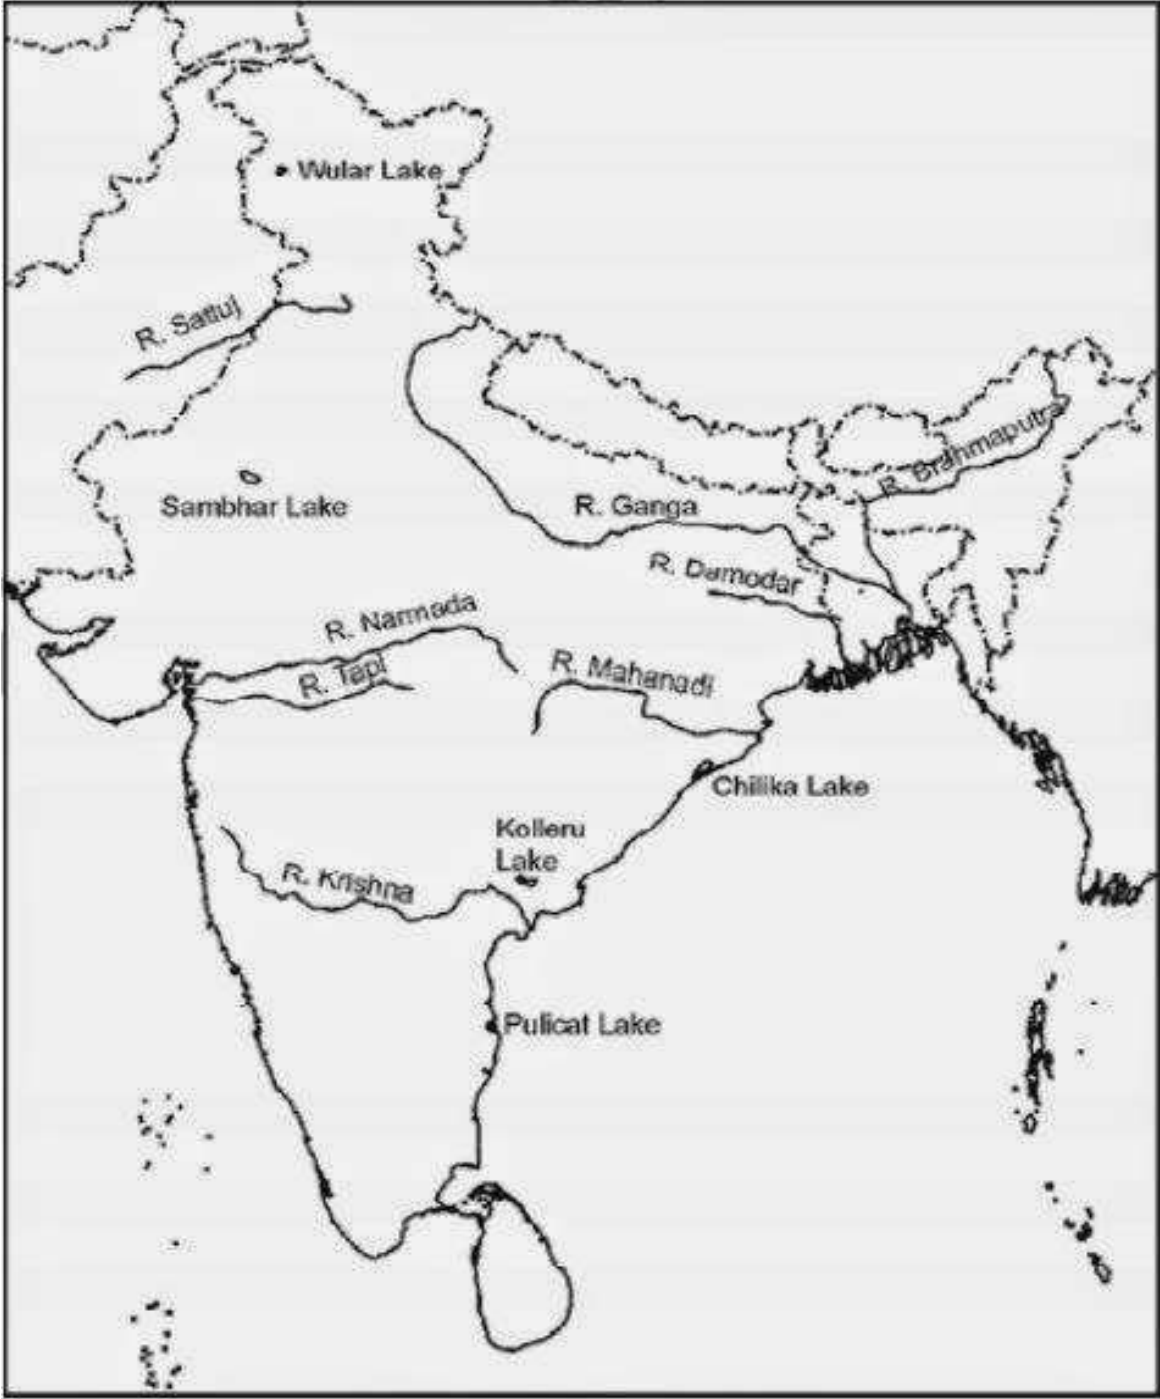 Wular Lake
R. Satluj
R. Brahmaputra
Sambhar Lake
R. Ganga
R. Damodar
R. Narmada
R. Tapi
R. Mahanadi
Chilika Lake
Kolleru
Lake
R. Krishna
Pulicat Lake